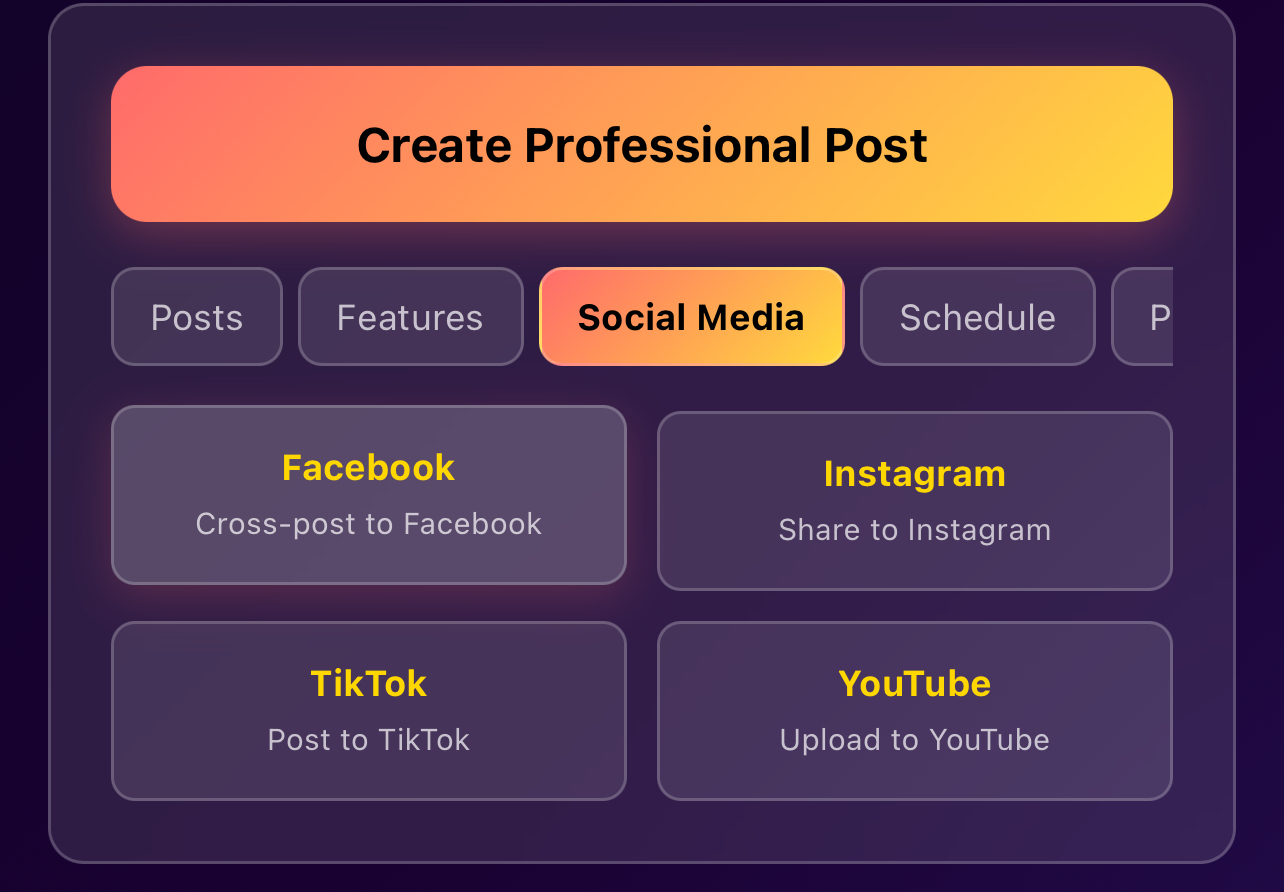 Create Professional Post
Posts Features Social Media Schedule P
Facebook
Cross-post to Facebook
Instagram
Share to Instagram
TikTok
Post to TikTok
YouTube
Upload to YouTube